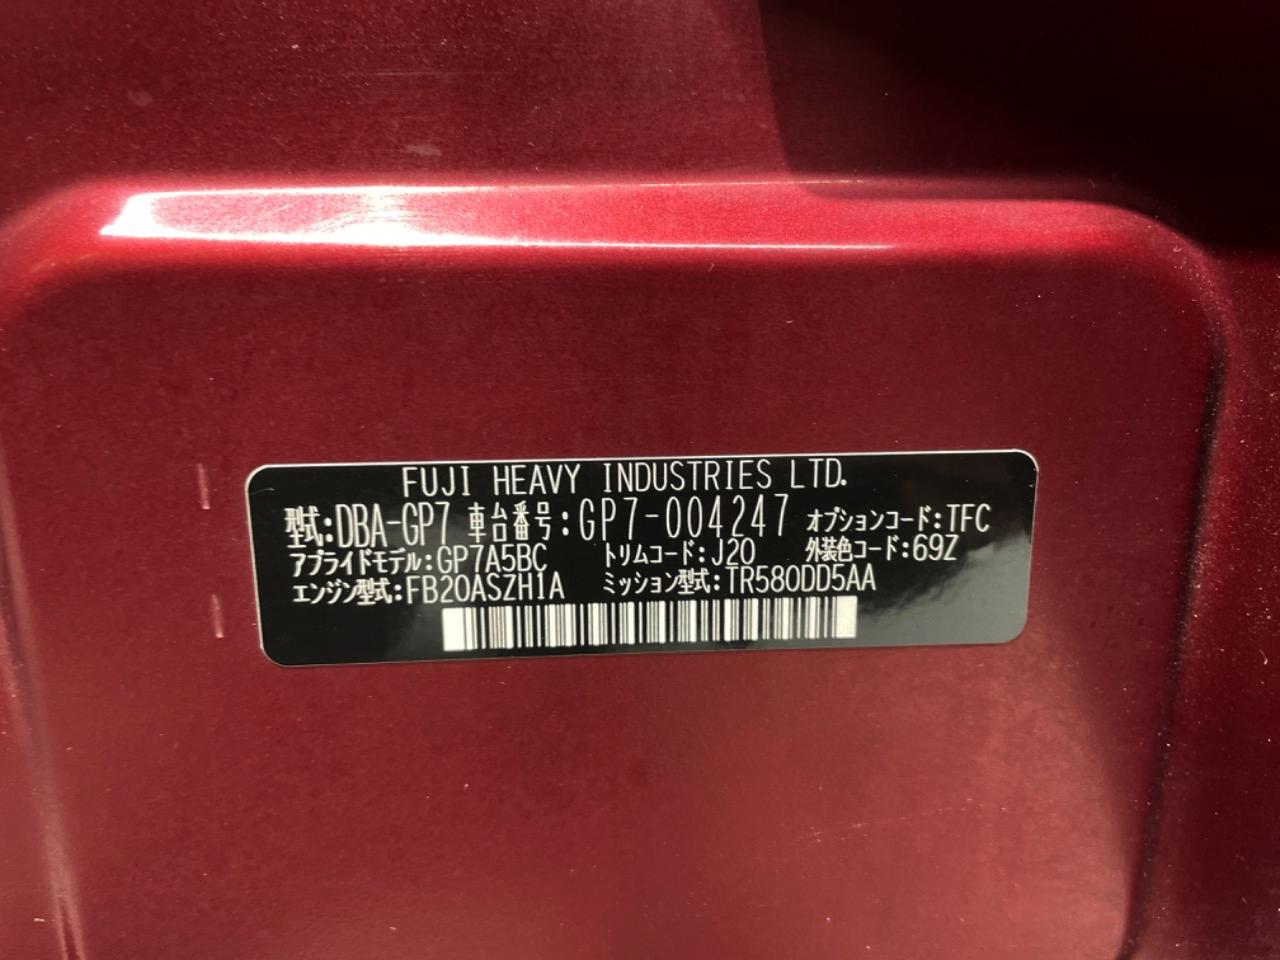 FUJI HEAVY INDUSTRIES LTD.
型式:DBA-GP7 車台番号:GP7-004247 オプションコード:TFC
アプライドモデル:GP7A5BC トリムコード:J20 外装色コード:69Z
エンジン型式:FB20ASZH1A ミッション型式:TR580DD5AA